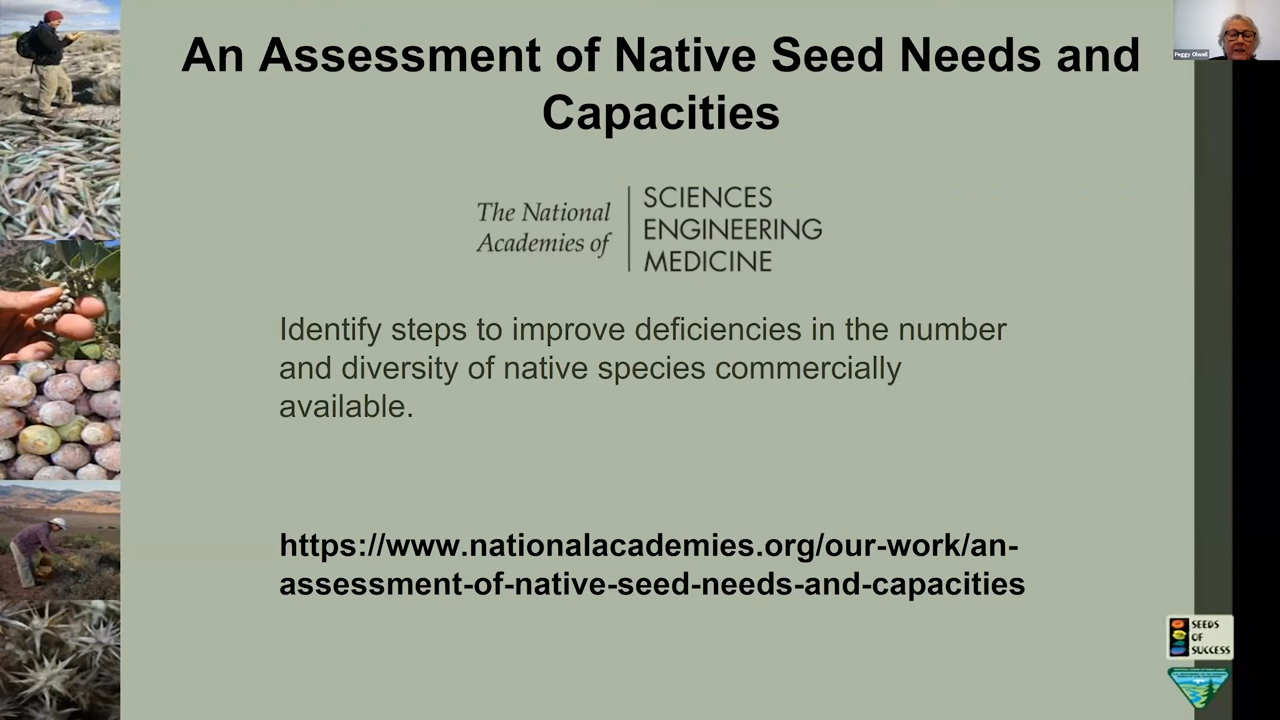 An Assessment of Native Seed Needs and
Capacities
The National
Academies of
SCIENCES
ENGINEERING
MEDICINE
Identify steps to improve deficiencies in the number
and diversity of native species commercially
available.
https://www.nationalacademies.org/our-work/an-
assessment-of-native-seed-needs-and-capacities
Peggy Olwell
SEEDS
OF
SUCCESS